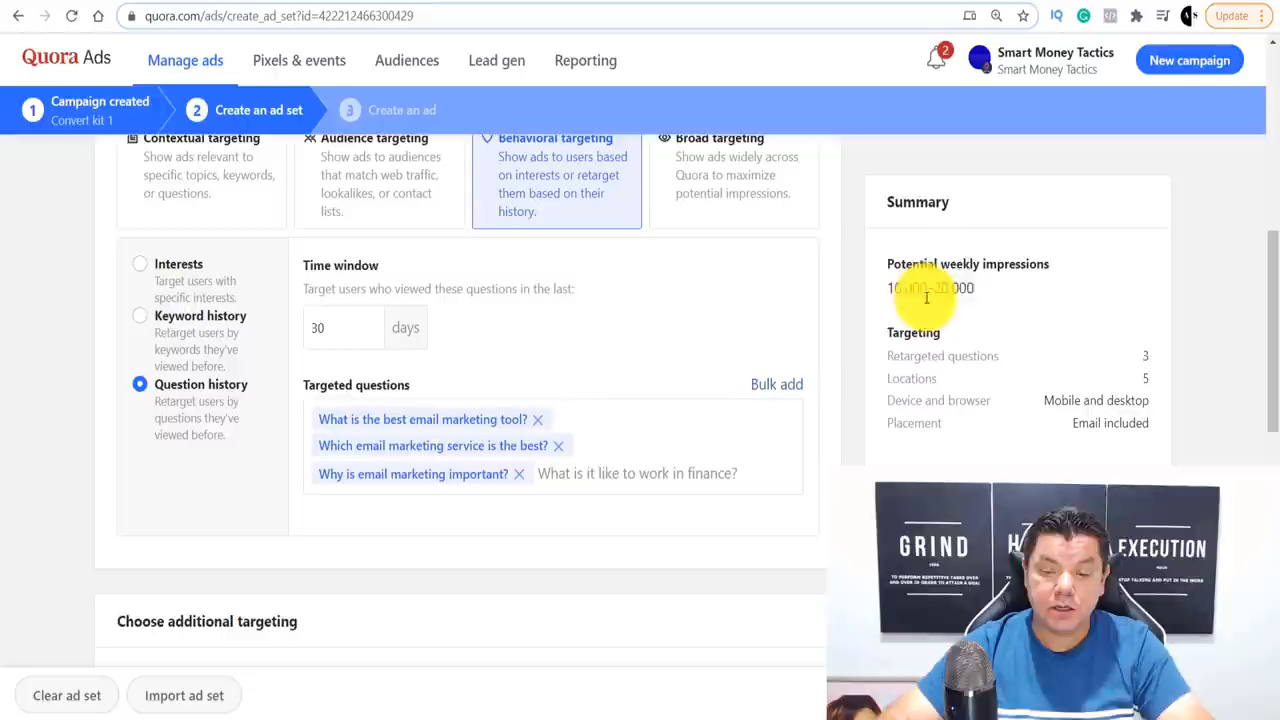 quora.com/ads/create_ad_set?id=422212466300429
Update
Quora Ads
Manage ads
Pixels & events
Audiences
Lead gen
Reporting
2
Smart Money Tactics
Smart Money Tactics
New campaign
1
Campaign created
Convert kit 1
2
Create an ad set
3
Create an ad
Contextual targeting
Show ads relevant to
specific topics, keywords,
or questions.
Audience targeting
Show ads to audiences
that match web traffic,
lookalikes, or contact
lists.
Behavioral targeting
Show ads to users based
on interests or retarget
them based on their
history.
Broad targeting
Show ads widely across
Quora to maximize
potential impressions.
Interests
Target users with
specific interests.
Keyword history
Retarget users by
keywords they've
viewed before.
Question history
Retarget users by
questions they've
viewed before.
Time window
Target users who viewed these questions in the last:
30 days
Targeted questions
Bulk add
What is the best email marketing tool?
Which email marketing service is the best?
Why is email marketing important?
What is it like to work in finance?
Summary
Potential weekly impressions
10,000-20,000
Targeting
Retargeted questions 3
Locations 5
Device and browser Mobile and desktop
Placement Email included
Choose additional targeting
Clear ad set
Import ad set
GRIND
EXECUTION